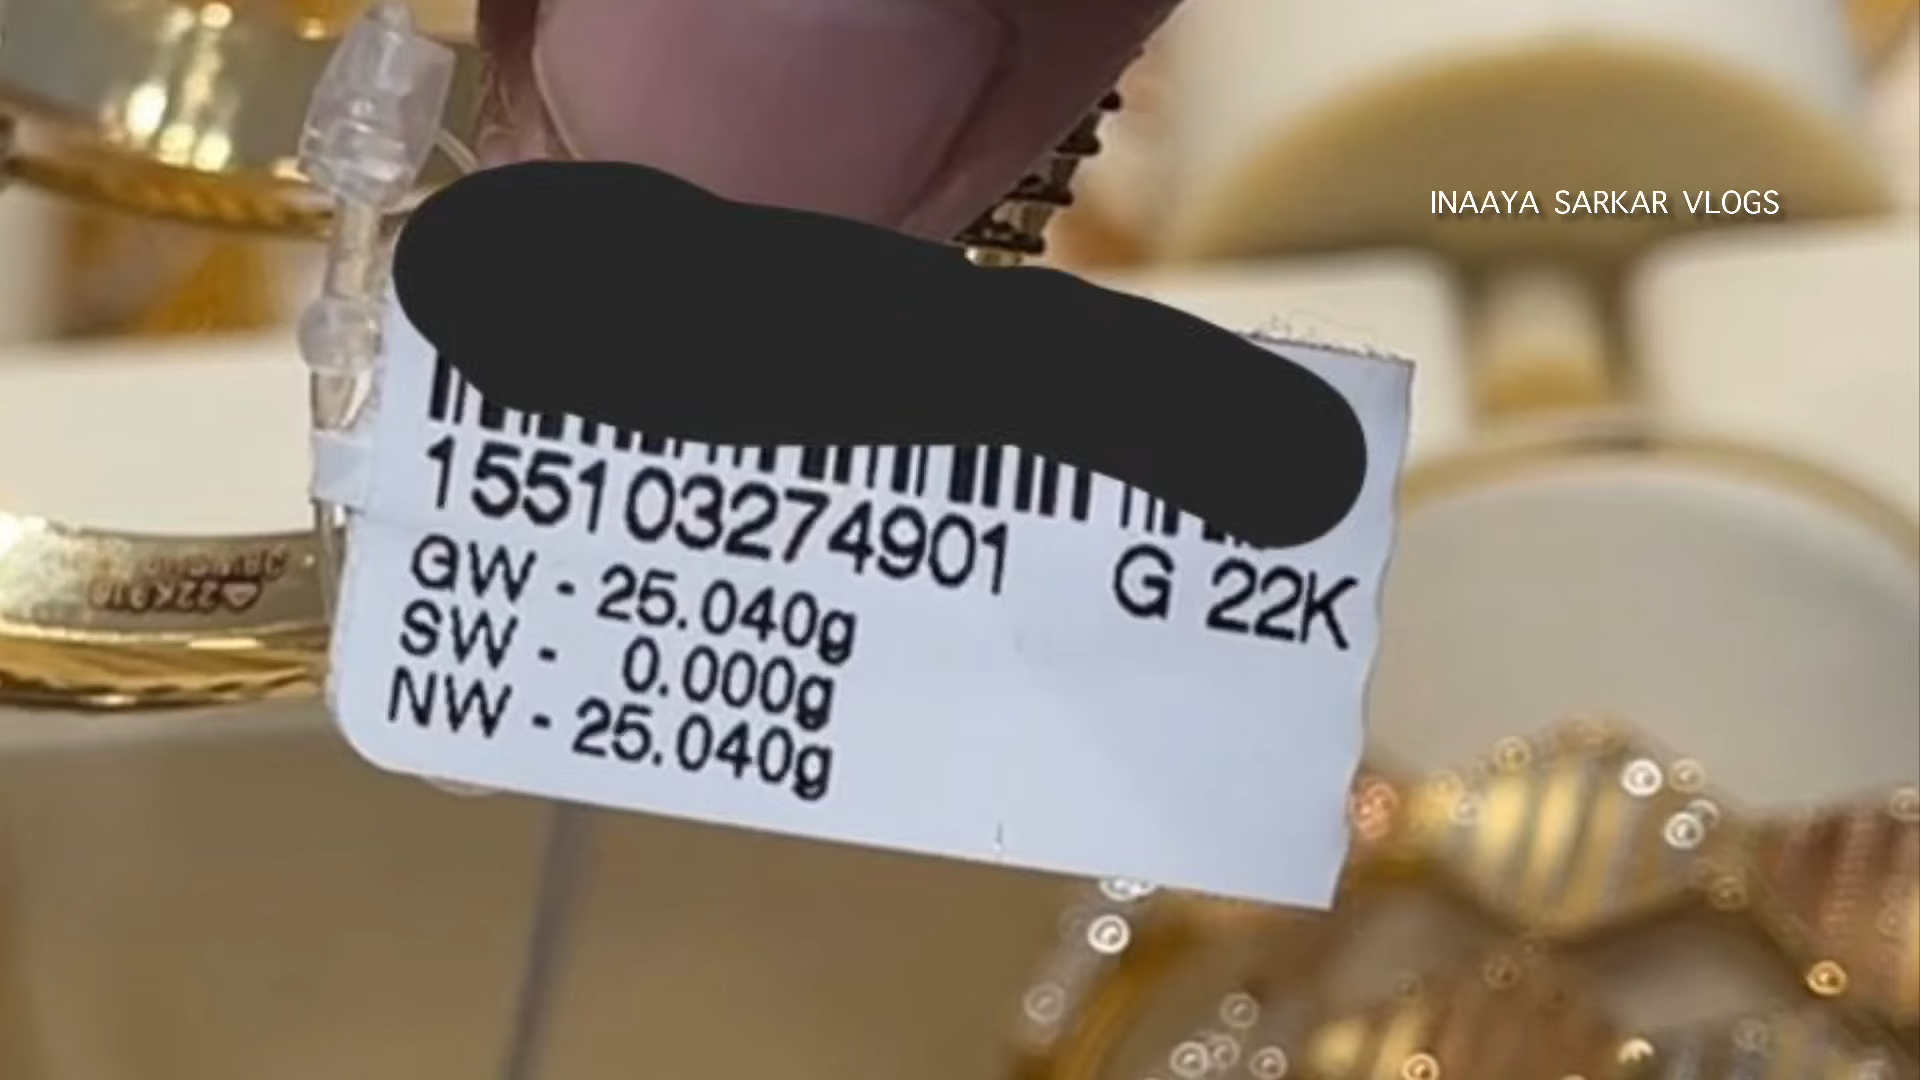 INAAYA SARKAR VLOGS
155103274901 G 22K
GW - 25.040g
SW - 0.000g
NW - 25.040g